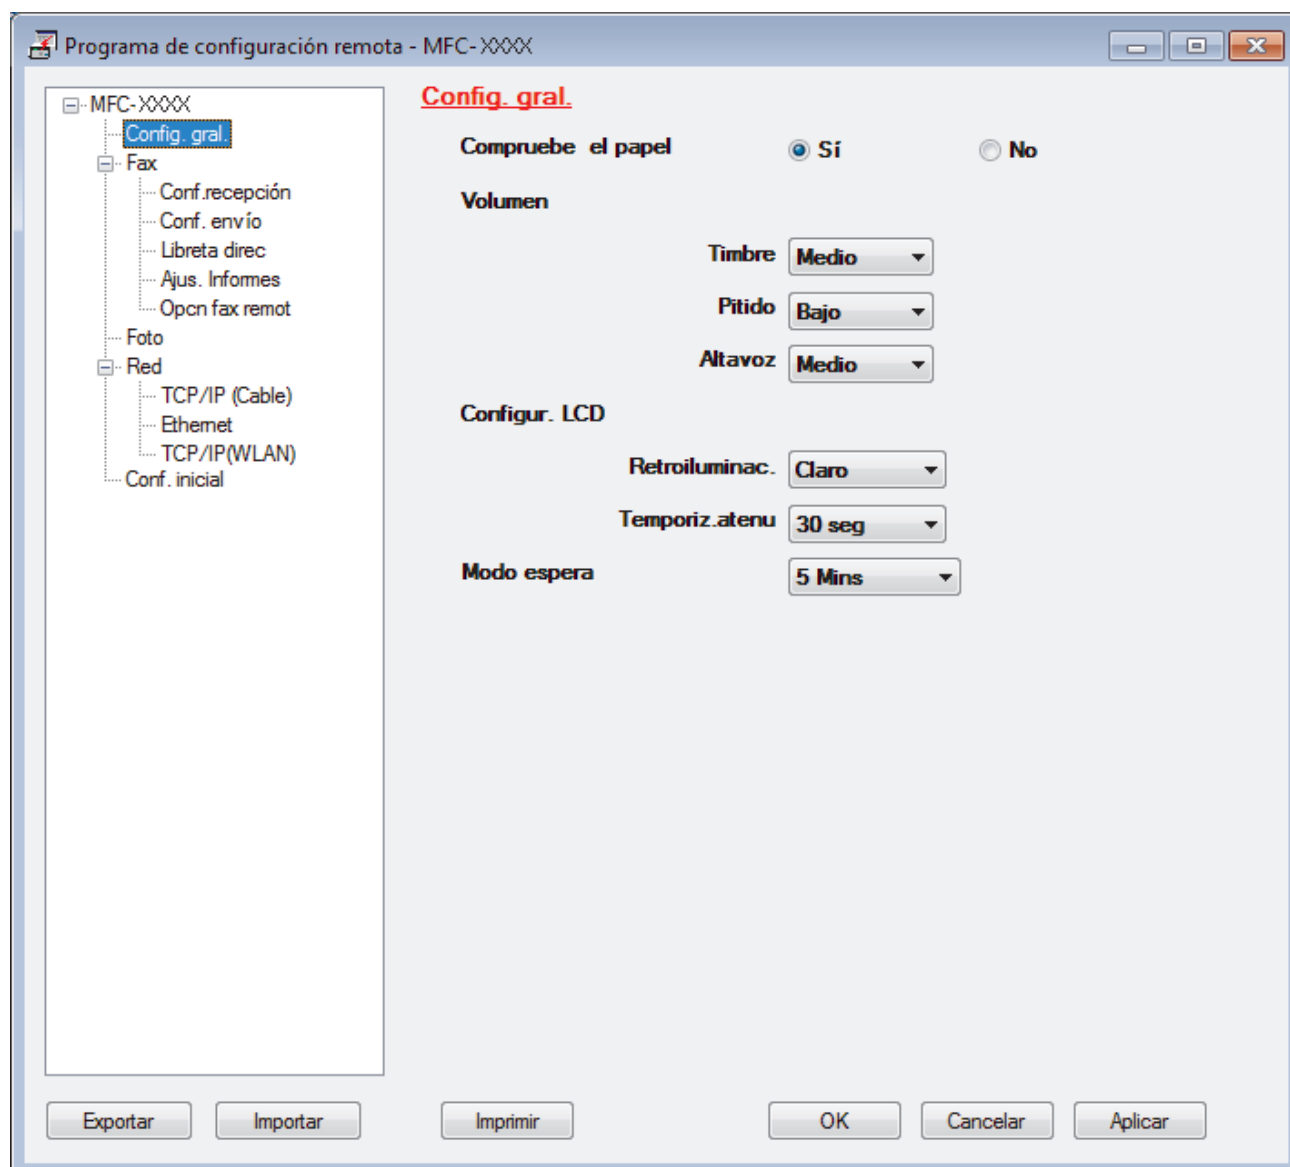 Programa de configuración remota - MFC-XXXX
MFC-XXXX
Config. gral.
Fax
Conf.recepción
Conf. envío
Libreta direc
Ajus. Informes
Opcn fax remot
Foto
Red
TCP/IP (Cable)
Ethernet
TCP/IP(WLAN)
Conf. inicial
Config. gral.
Compruebe el papel Sí No
Volumen
Timbre Medio
Pitido Bajo
Altavoz Medio
Configur. LCD
Retroiluminac. Claro
Temporiz.atenu 30 seg
Modo espera 5 Mins
Exportar Importar Imprimir OK Cancelar Aplicar